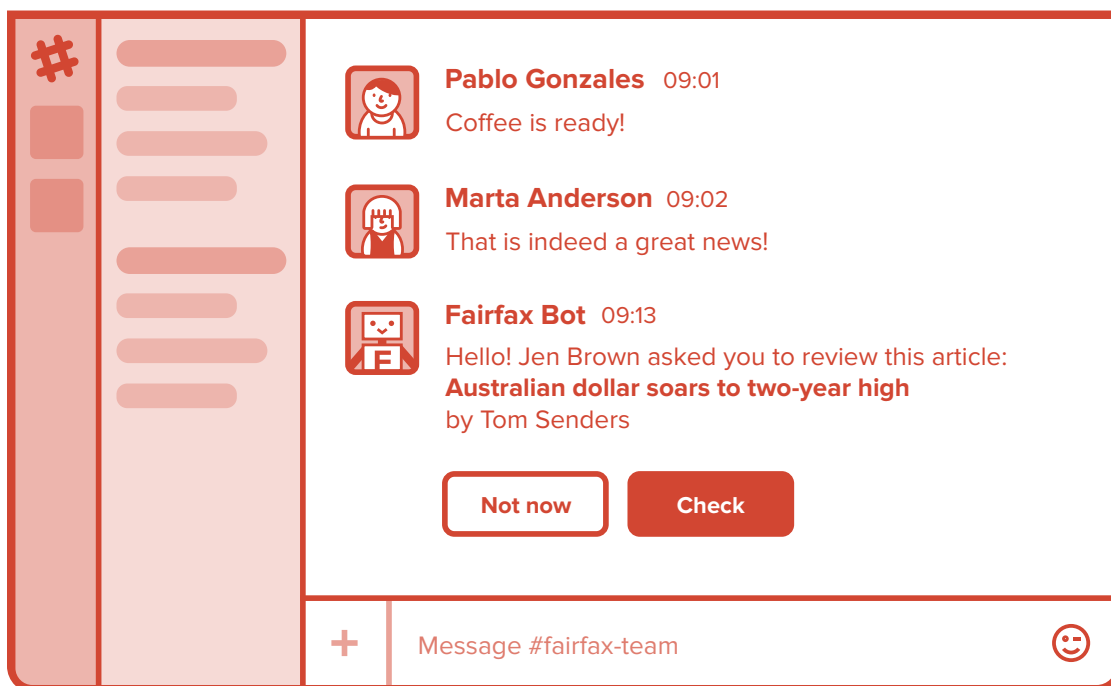 #
Pablo Gonzales 09:01
Coffee is ready!
Marta Anderson 09:02
That is indeed a great news!
Fairfax Bot 09:13
F
Hello! Jen Brown asked you to review this article:
Australian dollar soars to two-year high
by Tom Senders
Not now
Check
+
Message #fairfax-team